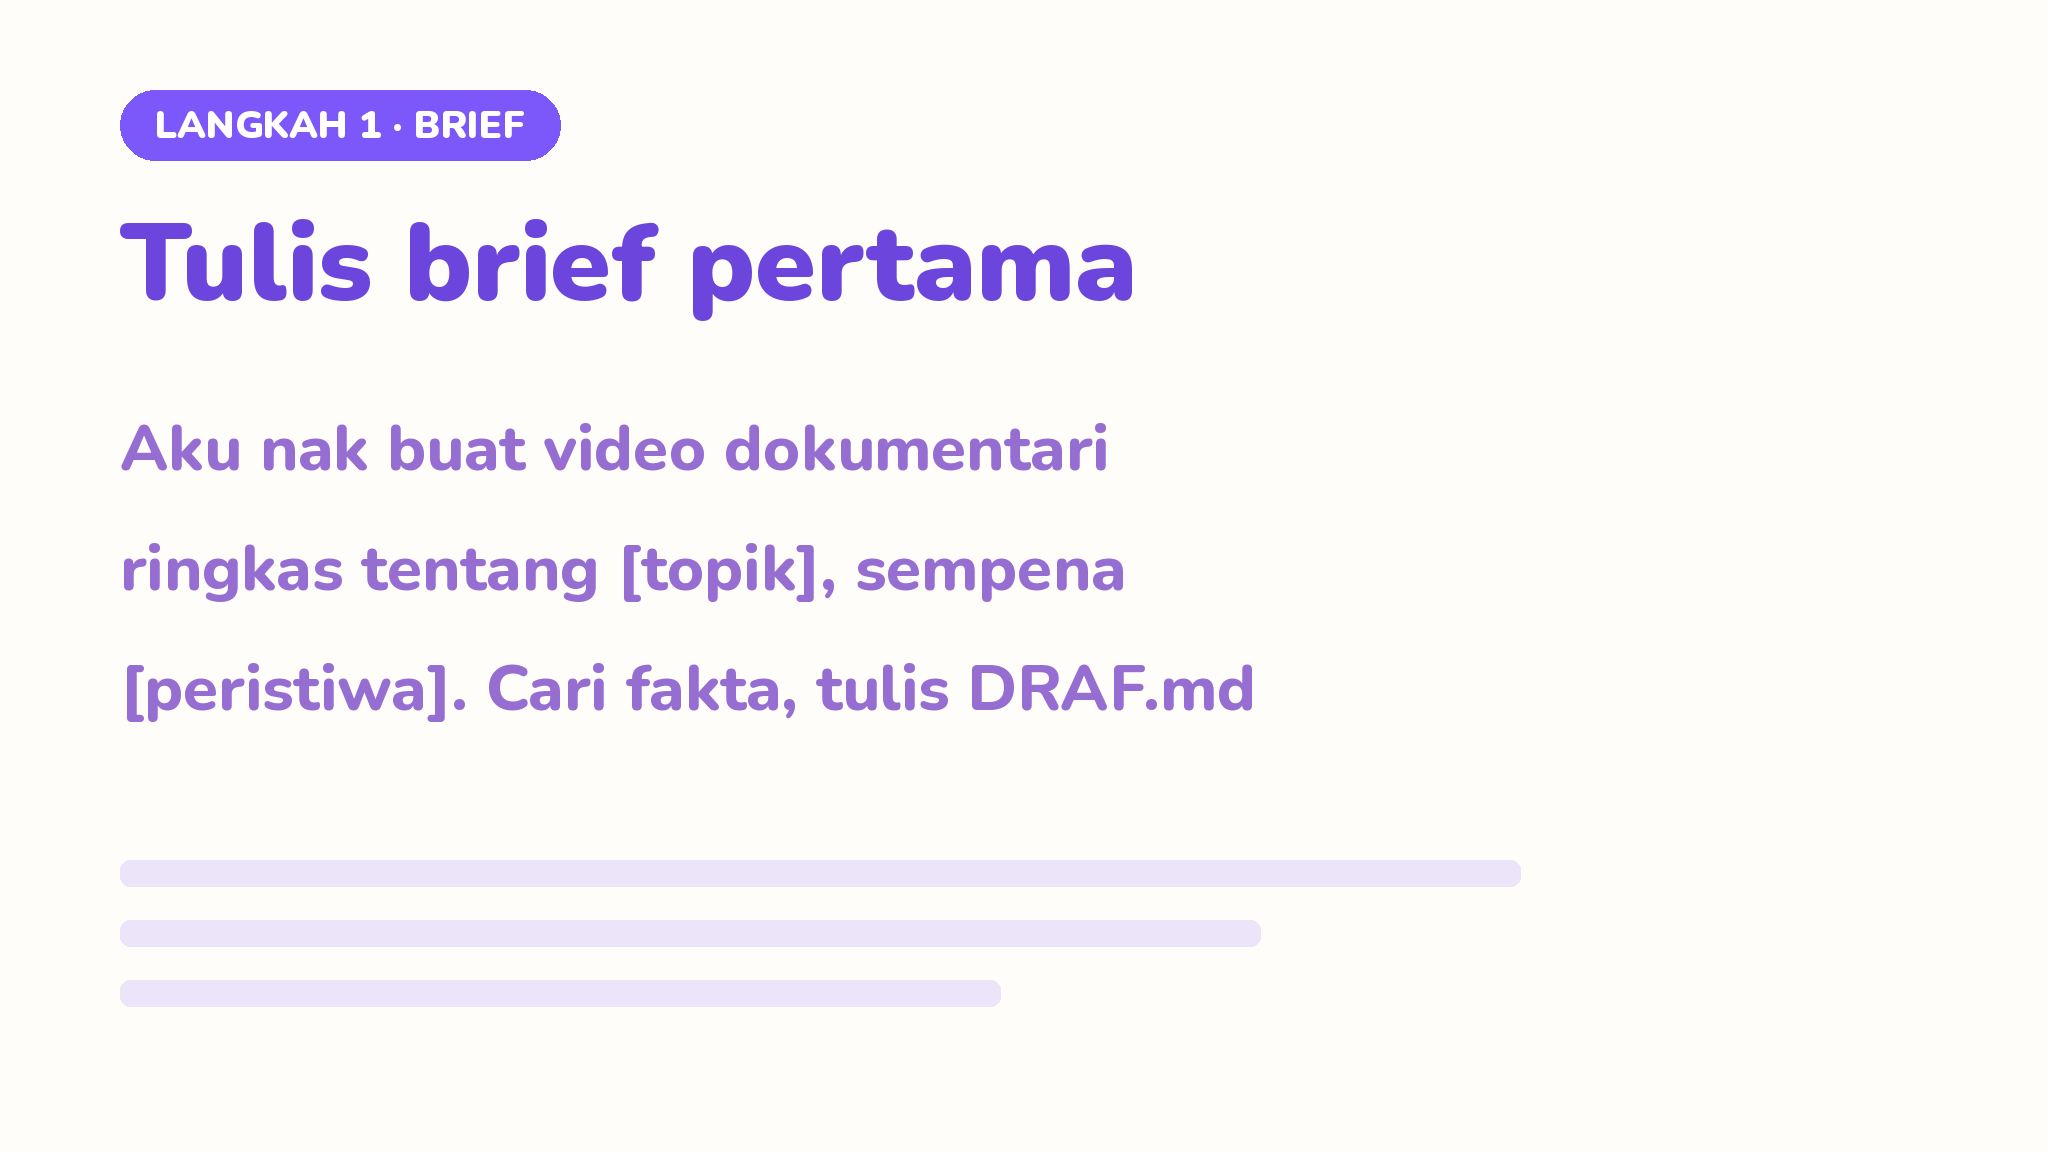 LANGKAH 1 · BRIEF
Tulis brief pertama
Aku nak buat video dokumentari
ringkas tentang [topik], sempena
[peristiwa]. Cari fakta, tulis DRAF.md